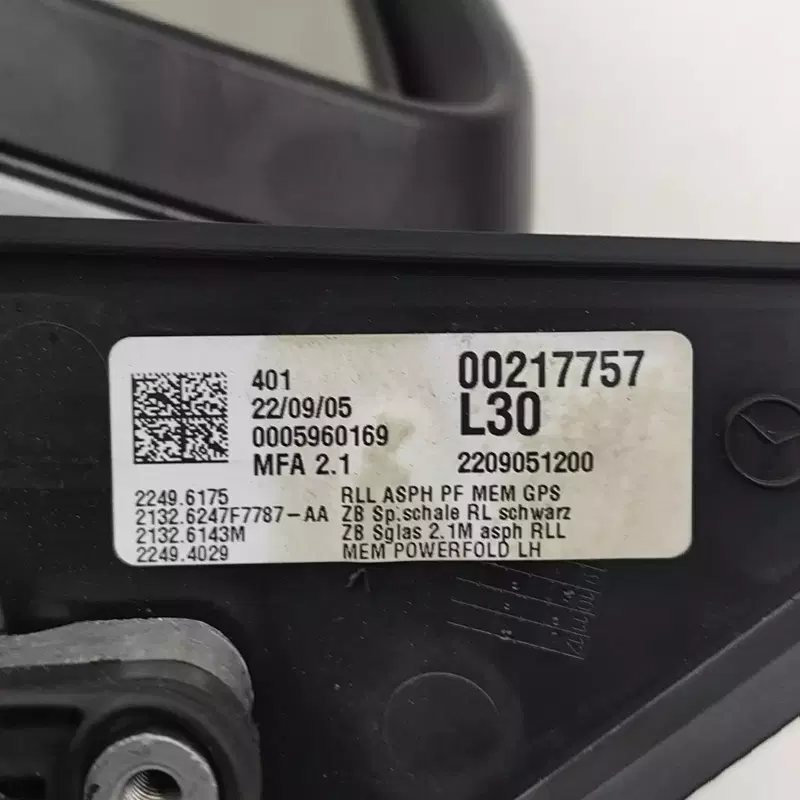 401
22/09/05
0005960169
MFA 2.1
00217757
L30
2209051200
2249.6175 RLL ASPH PF MEM GPS
2132.6247F7787-AA ZB Sp.schale RL schwarz
2132.6143M ZB Sglas 2.1M asph RLL
2249.4029 MEM POWERFOLD LH